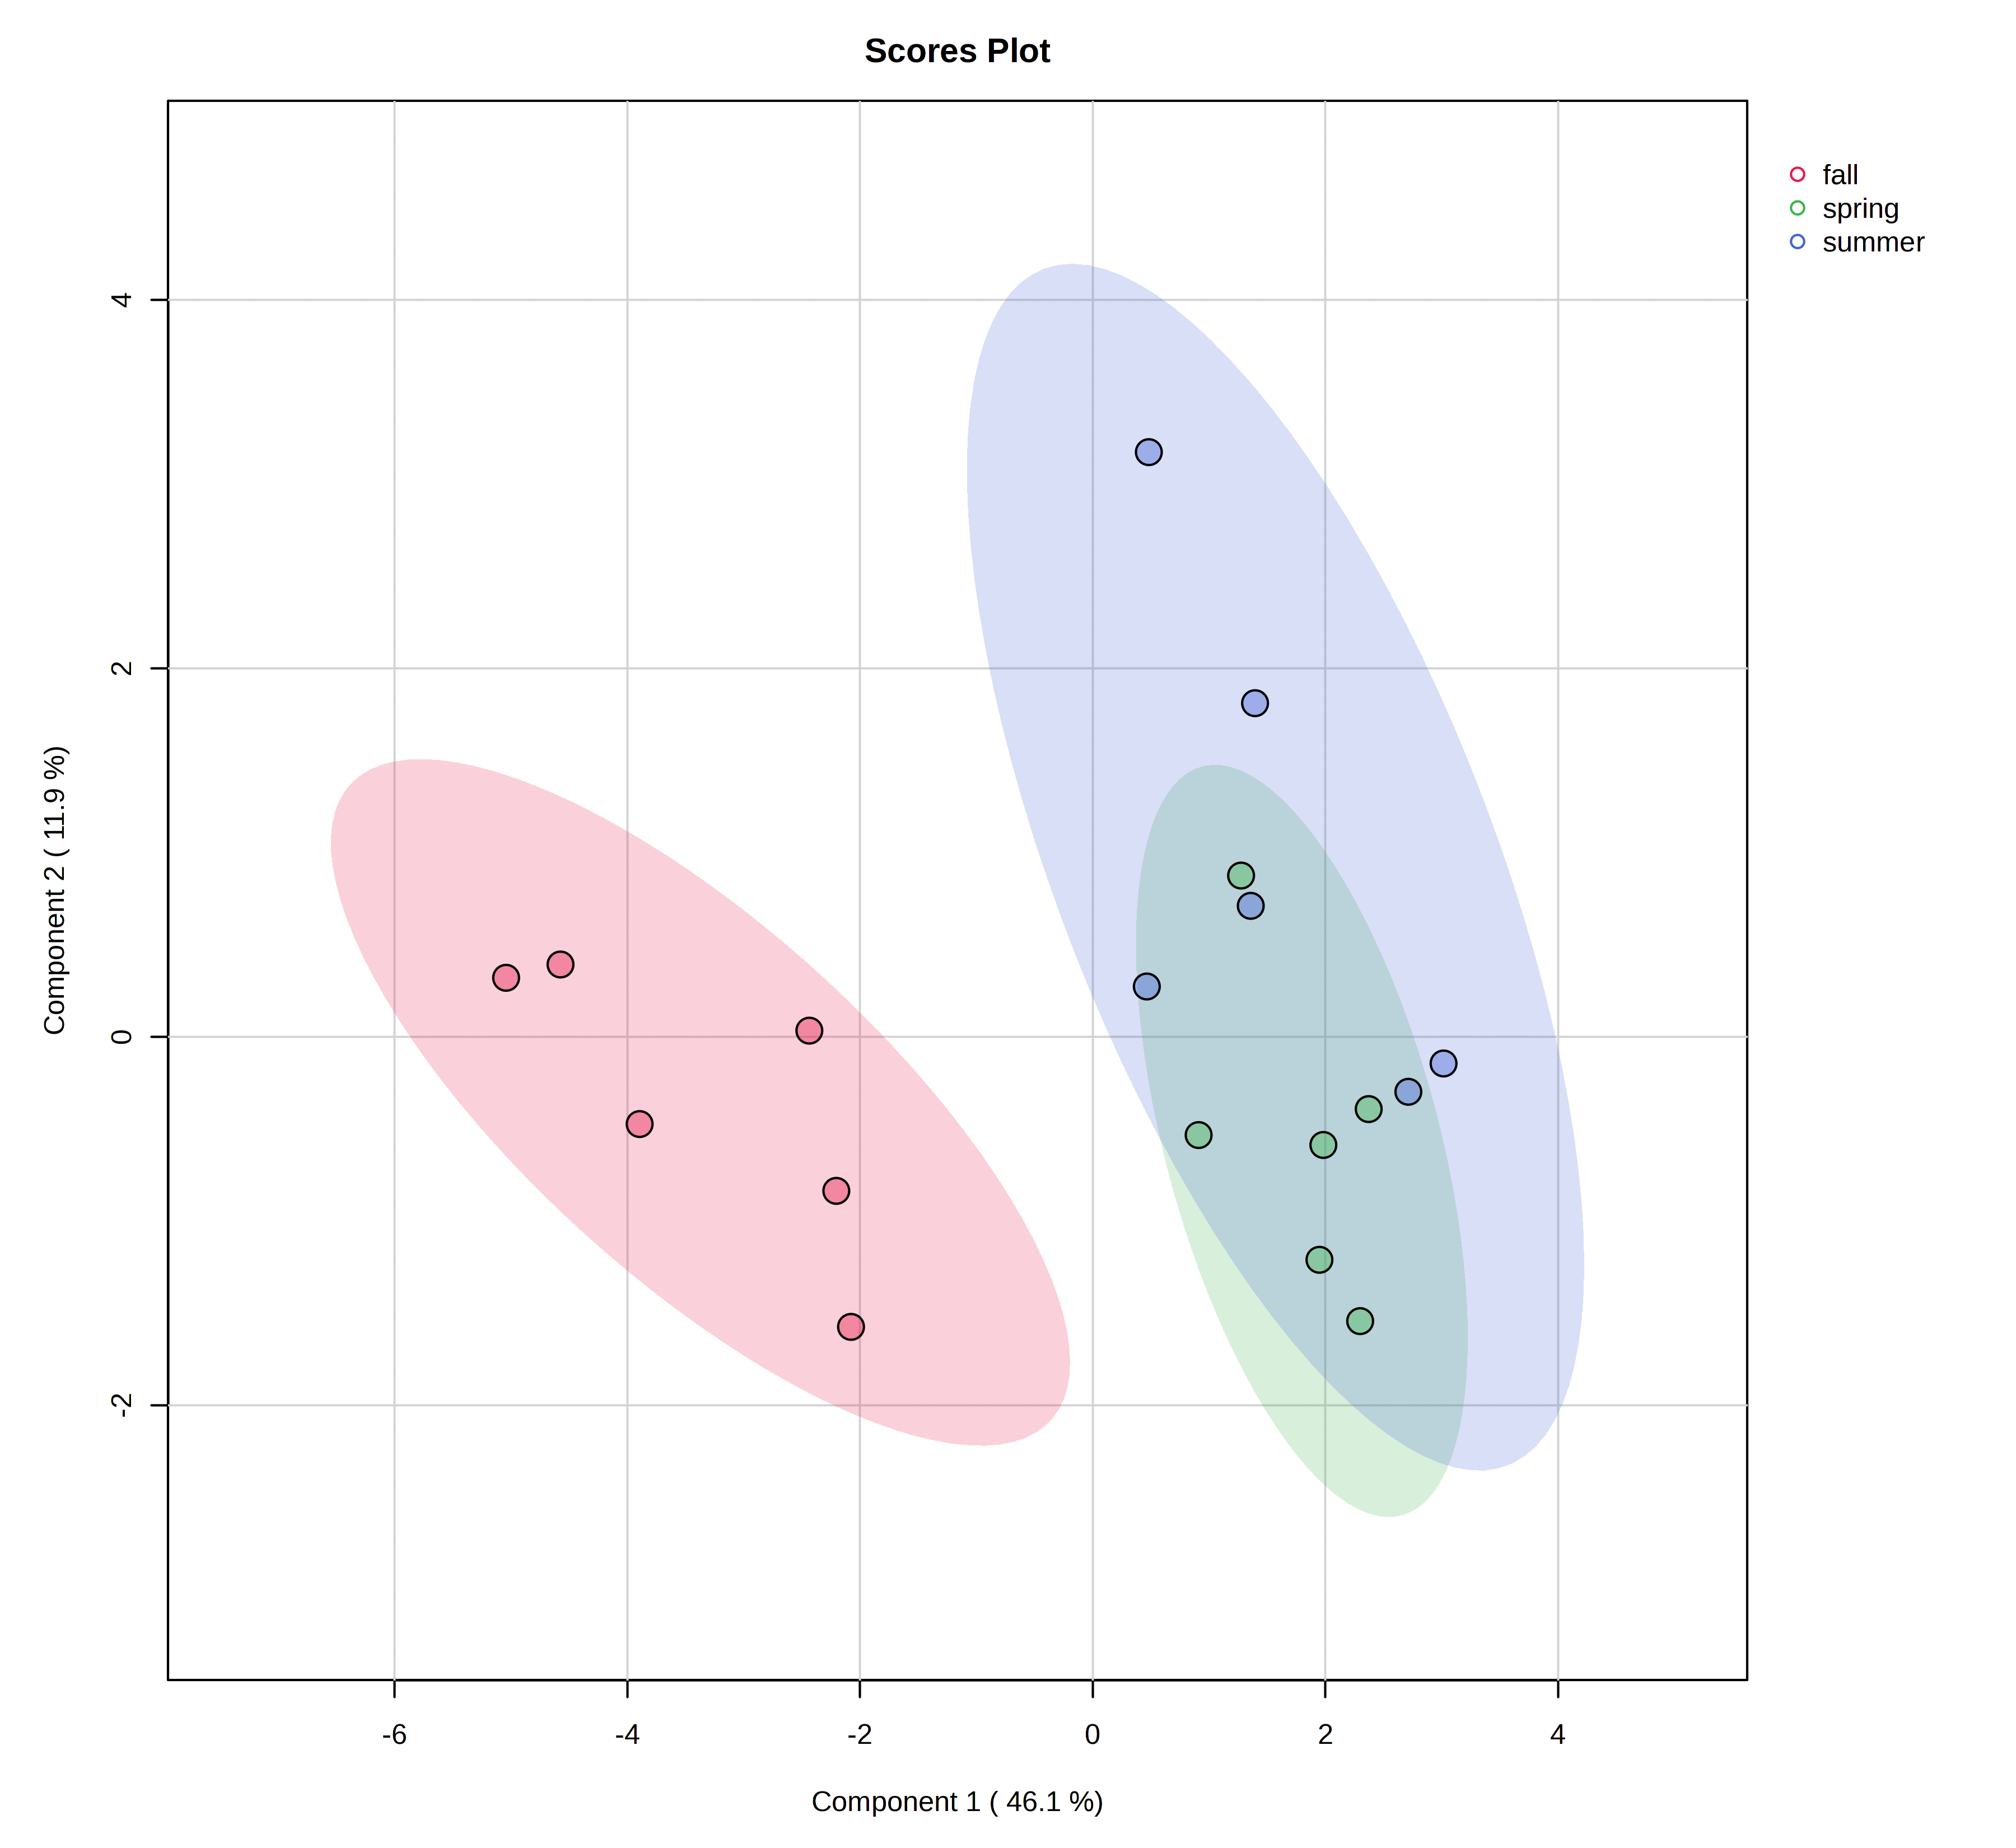 Scores Plot
fall
spring
summer
4
2
0
-2
Component 2 ( 11.9 %)
-6
-4
-2
0
2
4
Component 1 ( 46.1 %)